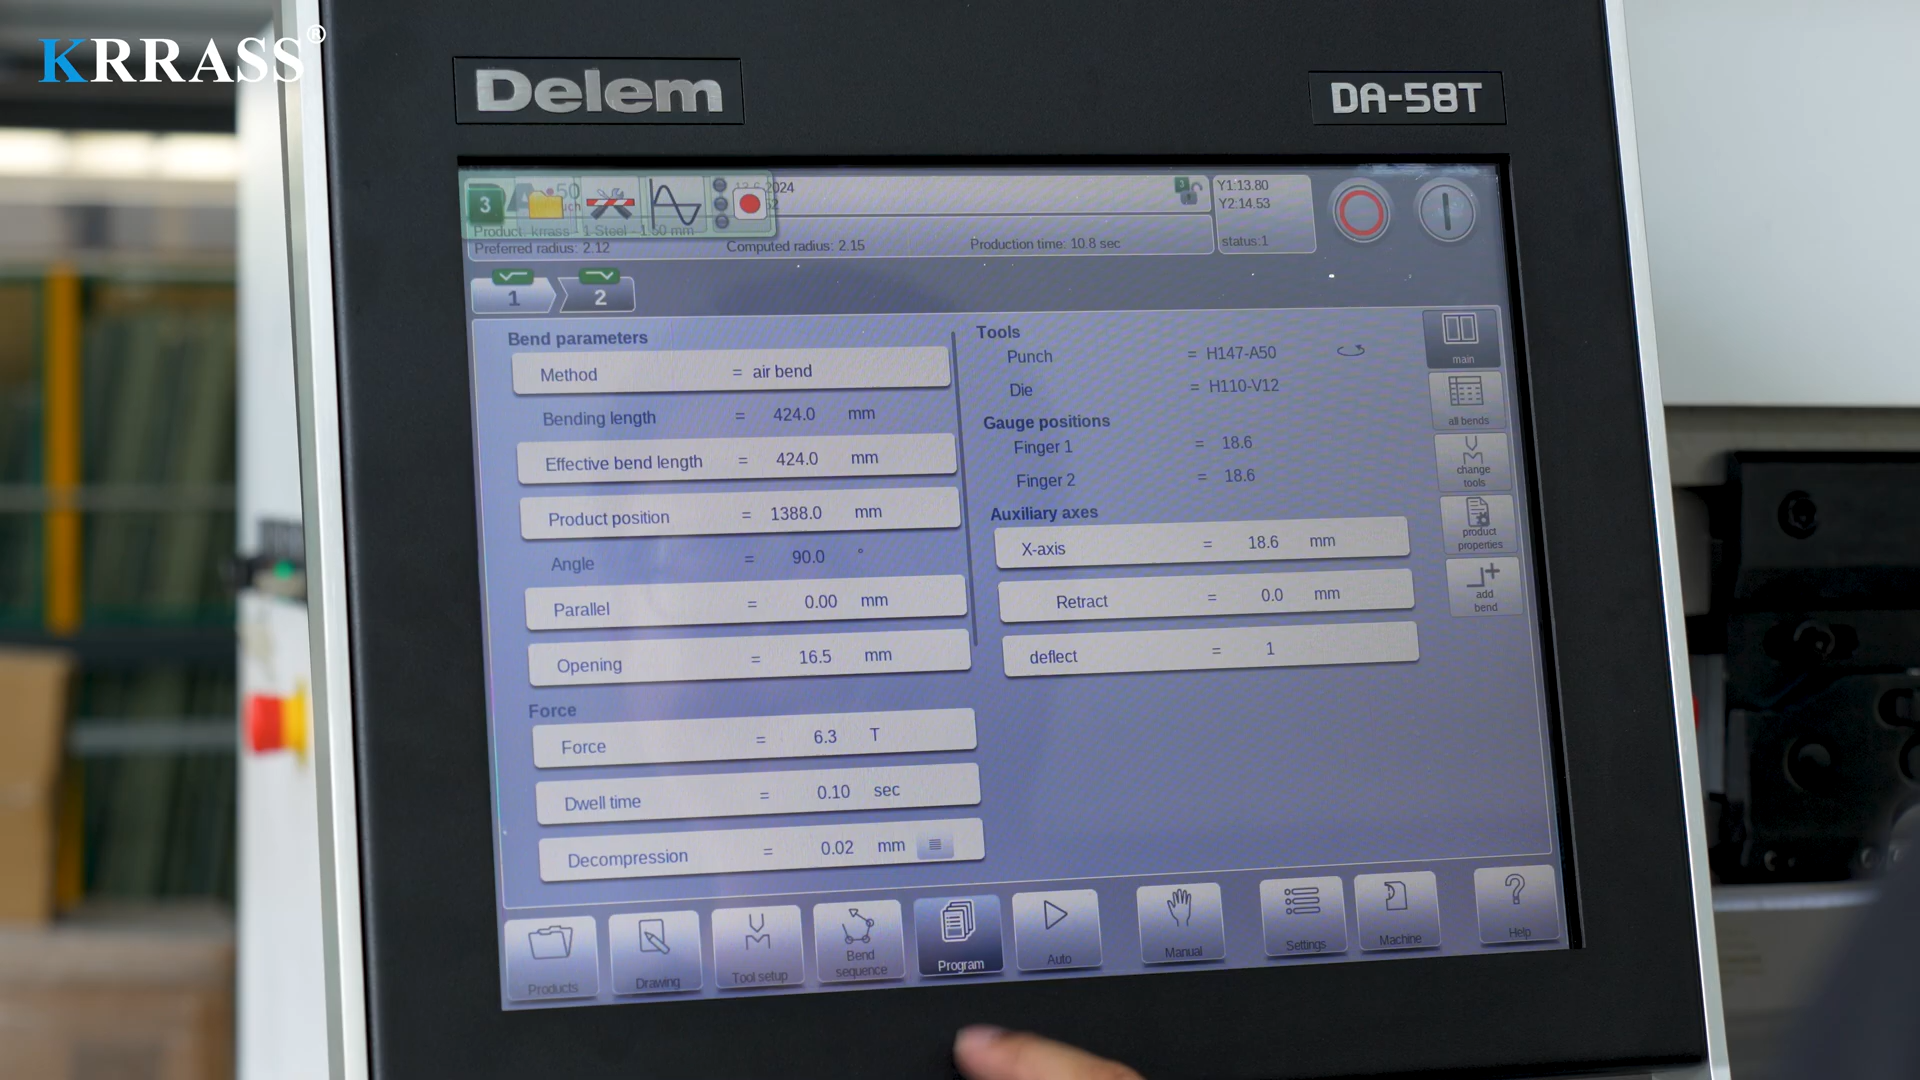 KRRASS®
Delem
DA-58T
3
50
2024
Product: krrass 1 Steel - 1.50 mm
Preferred radius: 2.12
Computed radius: 2.15
Production time: 10.8 sec
Y1:13.80
Y2:14.53
status:1
1
2
Bend parameters
Method = air bend
Bending length = 424.0 mm
Effective bend length = 424.0 mm
Product position = 1388.0 mm
Angle = 90.0 °
Parallel = 0.00 mm
Opening = 16.5 mm
Force
Force = 6.3 T
Dwell time = 0.10 sec
Decompression = 0.02 mm
Tools
Punch = H147-A50
Die = H110-V12
Gauge positions
Finger 1 = 18.6
Finger 2 = 18.6
Auxiliary axes
X-axis = 18.6 mm
Retract = 0.0 mm
deflect = 1
main
all bends
change
tools
product
properties
add
bend
Products
Drawing
Tool setup
Bend
sequence
Program
Auto
Manual
Settings
Machine
Help